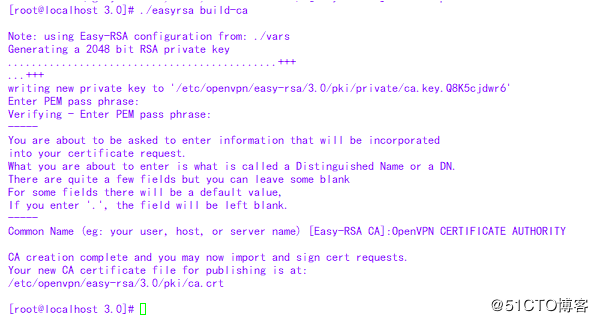 [root@localhost 3.0]# ./easyrsa build-ca
Note: using Easy-RSA configuration from: ./vars
Generating a 2048 bit RSA private key
.............................................+++
...+++
writing new private key to '/etc/openvpn/easy-rsa/3.0/pki/private/ca.key.Q8K5cjdwr6'
Enter PEM pass phrase:
Verifying - Enter PEM pass phrase:
-----
You are about to be asked to enter information that will be incorporated
into your certificate request.
What you are about to enter is what is called a Distinguished Name or a DN.
There are quite a few fields but you can leave some blank
For some fields there will be a default value,
If you enter '.', the field will be left blank.
-----
Common Name (eg: your user, host, or server name) [Easy-RSA CA]:OpenVPN CERTIFICATE AUTHORITY
CA creation complete and you may now import and sign cert requests.
Your new CA certificate file for publishing is at:
/etc/openvpn/easy-rsa/3.0/pki/ca.crt
[root@localhost 3.0]#
@51CTO博客